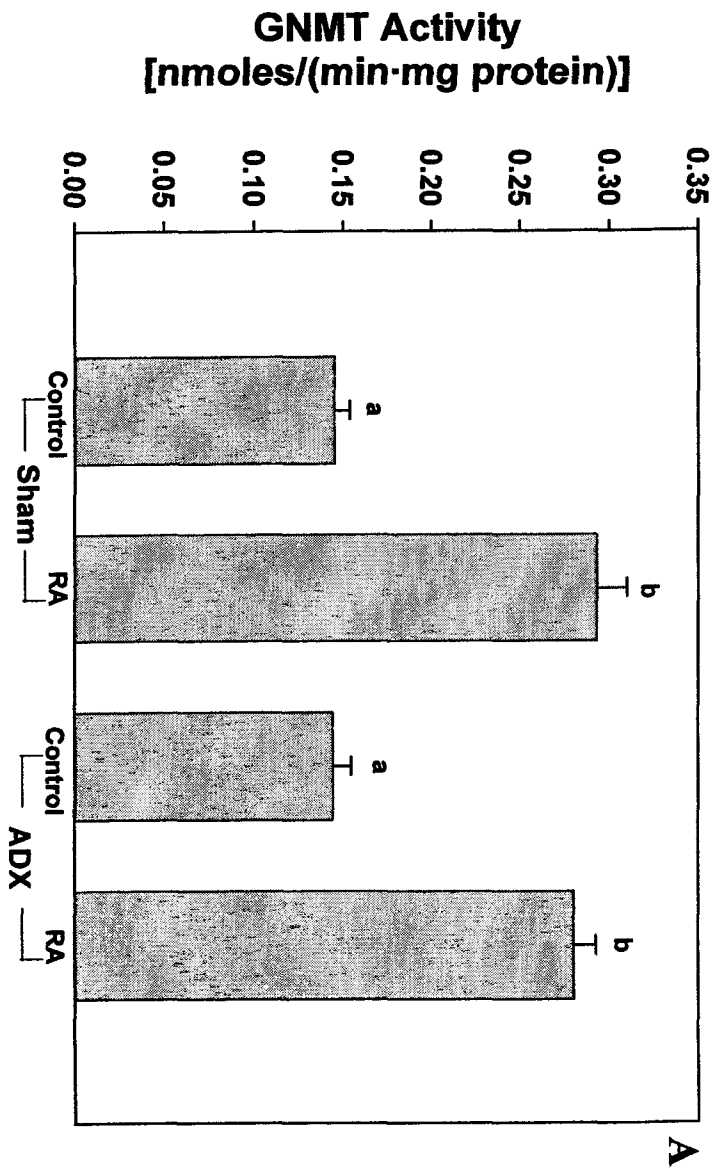 A
GNMT Activity
[nmoles/(min·mg protein)]
0.35
0.30
0.25
0.20
0.15
0.10
0.05
0.00
a
b
a
b
Control RA Control RA
Sham ADX